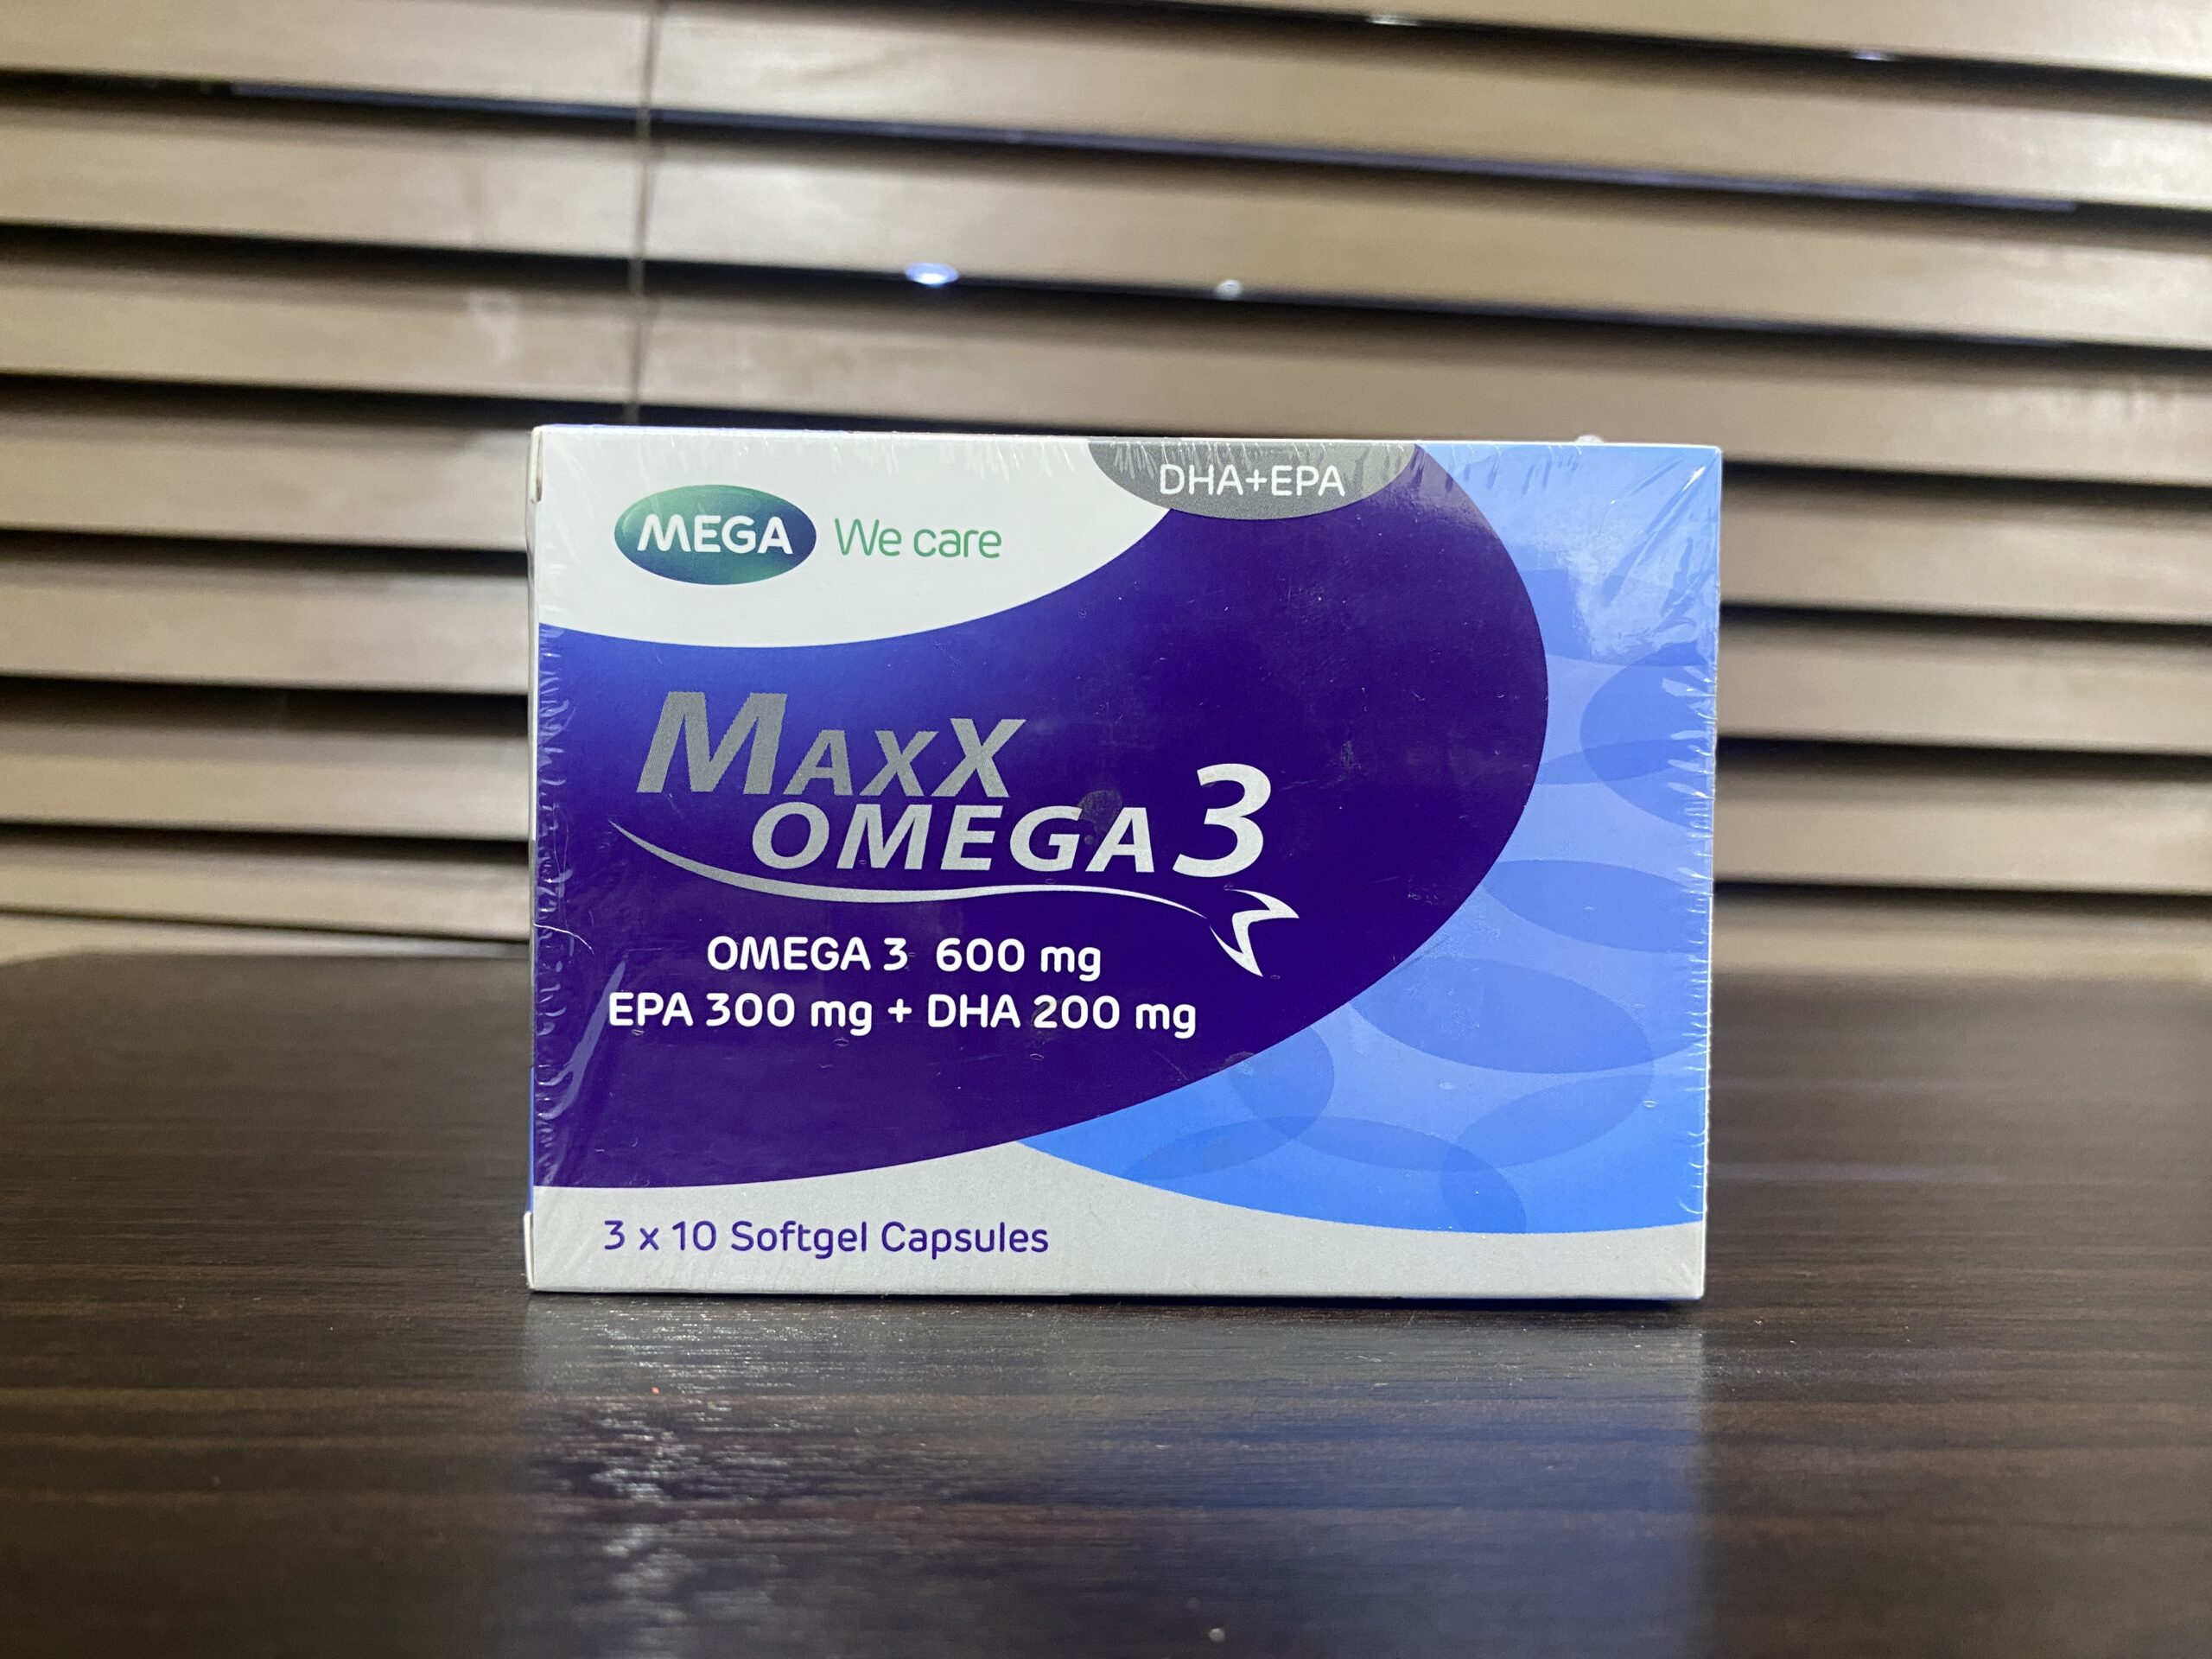 DHA+EPA
MEGA We care
MAXX
OMEGA 3
OMEGA 3 600 mg
EPA 300 mg + DHA 200 mg
3 x 10 Softgel Capsules